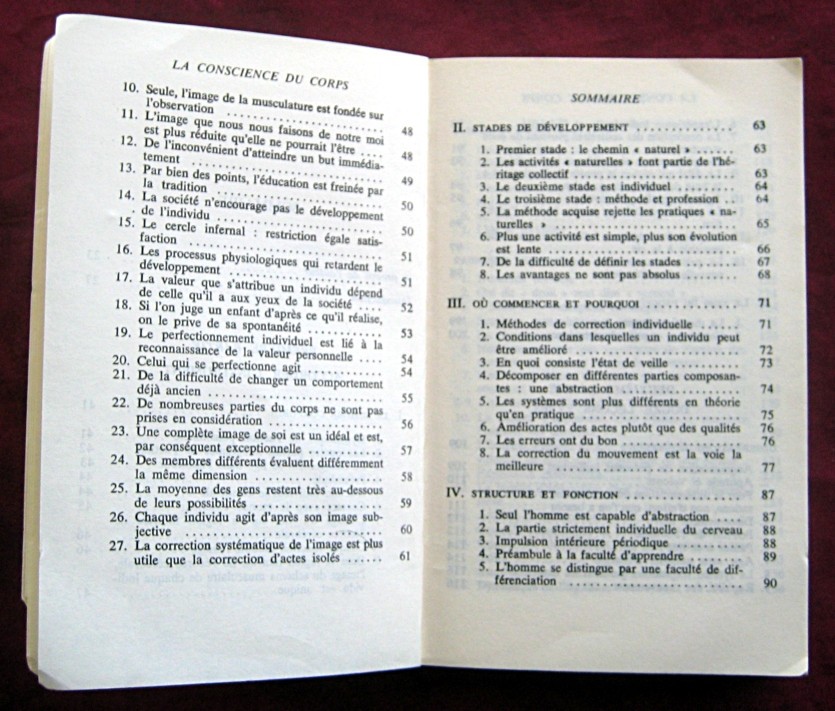 LA CONSCIENCE DU CORPS
10. Seule, l'image de la musculature est fondée sur
l'observation .................... 48
11. L'image que nous nous faisons de notre moi
est plus réduite qu'elle ne pourrait l'être .... 48
12. De l'inconvénient d'atteindre un but immédia-
tement .................... 49
13. Par bien des points, l'éducation est freinée par
la tradition .................... 50
14. La société n'encourage pas le développement
de l'individu .................... 50
15. Le cercle infernal : restriction égale satis-
faction .................... 51
16. Les processus physiologiques qui retardent le
développement .................... 51
17. La valeur que s'attribue un individu dépend
de celle qu'il a aux yeux de la société .... 52
18. Si l'on juge un enfant d'après ce qu'il réalise,
on le prive de sa spontanéité ............ 53
19. Le perfectionnement individuel est lié à la
reconnaissance de la valeur personnelle .... 54
20. Celui qui se perfectionne agit ............ 54
21. De la difficulté de changer un comportement
déjà ancien .................... 55
22. De nombreuses parties du corps ne sont pas
prises en considération .................... 56
23. Une complète image de soi est un idéal et est,
par conséquent exceptionnelle ............ 57
24. Des membres différents évaluent différemment
la même dimension .................... 58
25. La moyenne des gens restent très au-dessous
de leurs possibilités .................... 59
26. Chaque individu agit d'après son image sub-
jective .................... 60
27. La correction systématique de l'image est plus
utile que la correction d'actes isolés ...... 61
SOMMAIRE
II. STADES DE DÉVELOPPEMENT .............. 63
1. Premier stade : le chemin « naturel » ...... 63
2. Les activités « naturelles » font partie de l'hé-
ritage collectif .................... 63
3. Le deuxième stade est individuel ......... 64
4. Le troisième stade : méthode et profession .. 64
5. La méthode acquise rejette les pratiques « na-
turelles » .................... 65
6. Plus une activité est simple, plus son évolution
est lente .................... 66
7. De la difficulté de définir les stades ........ 67
8. Les avantages ne sont pas absolus ........ 68
III. OÙ COMMENCER ET POURQUOI ............. 71
1. Méthodes de correction individuelle ...... 71
2. Conditions dans lesquelles un individu peut
être amélioré .................... 72
3. En quoi consiste l'état de veille .......... 73
4. Décomposer en différentes parties composan-
tes : une abstraction .................... 74
5. Les systèmes sont plus différents en théorie
qu'en pratique .................... 75
6. Amélioration des actes plutôt que des qualités 76
7. Les erreurs ont du bon .................... 76
8. La correction du mouvement est la voie la
meilleure .................... 77
IV. STRUCTURE ET FONCTION ................ 87
1. Seul l'homme est capable d'abstraction .... 87
2. La partie strictement individuelle du cerveau 88
3. Impulsion intérieure périodique .......... 88
4. Préambule à la faculté d'apprendre ........ 89
5. L'homme se distingue par une faculté de dif-
férenciation .................... 90